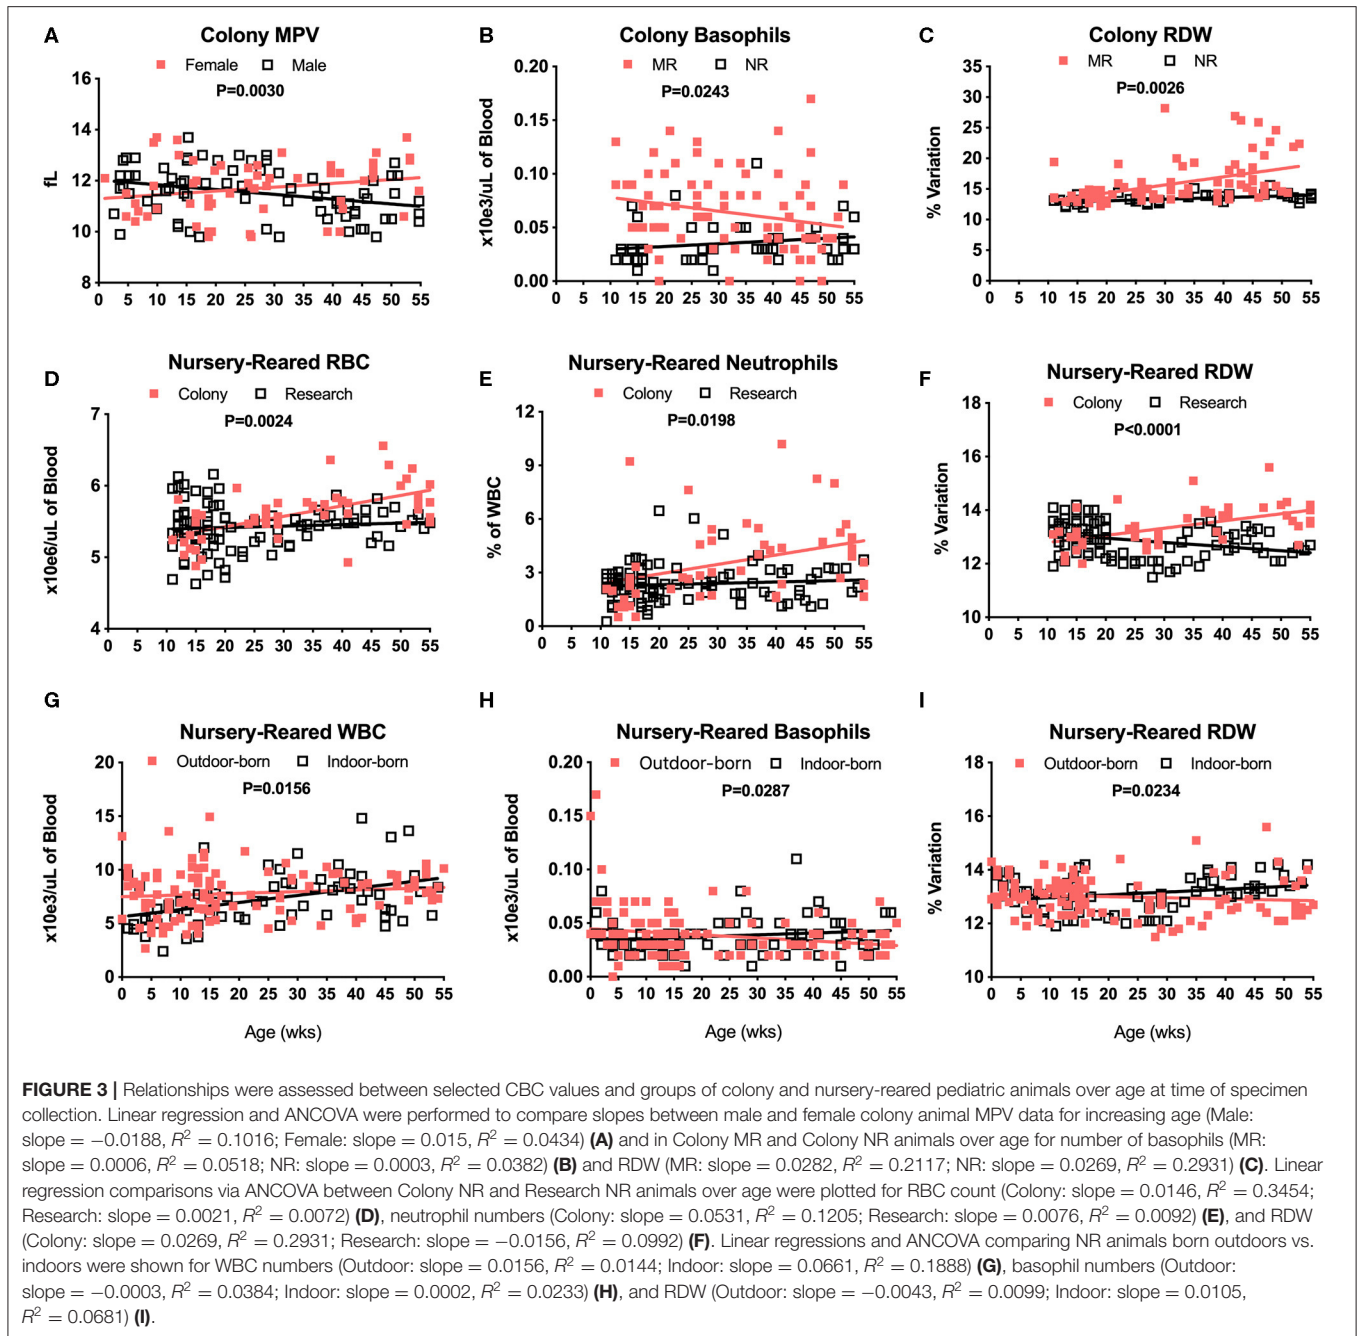 A
Colony MPV
Female
Male
P=0.0030
16
14
12
10
8
fL
0 5 10 15 20 25 30 35 40 45 50 55
B
Colony Basophils
MR
NR
P=0.0243
0.20
0.15
0.10
0.05
0.00
x10e3/uL of Blood
0 5 10 15 20 25 30 35 40 45 50 55
C
Colony RDW
MR
NR
P=0.0026
35
30
25
20
15
10
5
0
% Variation
0 5 10 15 20 25 30 35 40 45 50 55
D
Nursery-Reared RBC
Colony
Research
P=0.0024
7
6
5
4
x10e6/uL of Blood
0 5 10 15 20 25 30 35 40 45 50 55
E
Nursery-Reared Neutrophils
Colony
Research
P=0.0198
12
9
6
3
0
% of WBC
0 5 10 15 20 25 30 35 40 45 50 55
F
Nursery-Reared RDW
Colony
Research
P<0.0001
18
16
14
12
10
% Variation
0 5 10 15 20 25 30 35 40 45 50 55
G
Nursery-Reared WBC
Outdoor-born
Indoor-born
P=0.0156
20
15
10
5
0
x10e3/uL of Blood
0 5 10 15 20 25 30 35 40 45 50 55
Age (wks)
H
Nursery-Reared Basophils
Outdoor-born
Indoor-born
P=0.0287
0.20
0.15
0.10
0.05
0.00
x10e3/uL of Blood
0 5 10 15 20 25 30 35 40 45 50 55
Age (wks)
I
Nursery-Reared RDW
Outdoor-born
Indoor-born
P=0.0234
18
16
14
12
10
% Variation
0 5 10 15 20 25 30 35 40 45 50 55
Age (wks)
FIGURE 3 | Relationships were assessed between selected CBC values and groups of colony and nursery-reared pediatric animals over age at time of specimen
collection. Linear regression and ANCOVA were performed to compare slopes between male and female colony animal MPV data for increasing age (Male:
slope = −0.0188, R² = 0.1016; Female: slope = 0.015, R² = 0.0434) (A) and in Colony MR and Colony NR animals over age for number of basophils (MR:
slope = 0.0006, R² = 0.0518; NR: slope = 0.0003, R² = 0.0382) (B) and RDW (MR: slope = 0.0282, R² = 0.2117; NR: slope = 0.0269, R² = 0.2931) (C). Linear
regression comparisons via ANCOVA between Colony NR and Research NR animals over age were plotted for RBC count (Colony: slope = 0.0146, R² = 0.3454;
Research: slope = 0.0021, R² = 0.0072) (D), neutrophil numbers (Colony: slope = 0.0531, R² = 0.1205; Research: slope = 0.0076, R² = 0.0092) (E), and RDW
(Colony: slope = 0.0269, R² = 0.2931; Research: slope = −0.0156, R² = 0.0992) (F). Linear regressions and ANCOVA comparing NR animals born outdoors vs.
indoors were shown for WBC numbers (Outdoor: slope = 0.0156, R² = 0.0144; Indoor: slope = 0.0661, R² = 0.1888) (G), basophil numbers (Outdoor:
slope = −0.0003, R² = 0.0384; Indoor: slope = 0.0002, R² = 0.0233) (H), and RDW (Outdoor: slope = −0.0043, R² = 0.0099; Indoor: slope = 0.0105,
R² = 0.0681) (I).